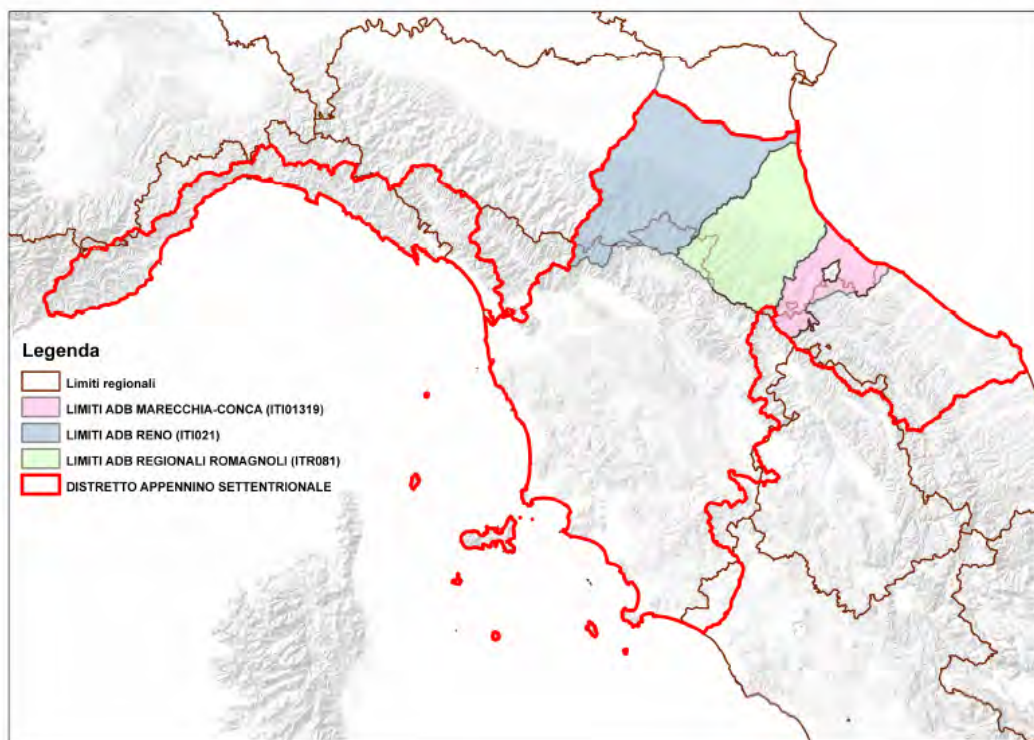 Legenda
Limiti regionali
LIMITI ADB MARECCHIA-CONCA (ITI01319)
LIMITI ADB RENO (ITI021)
LIMITI ADB REGIONALI ROMAGNOLI (ITR081)
DISTRETTO APPENNINO SETTENTRIONALE